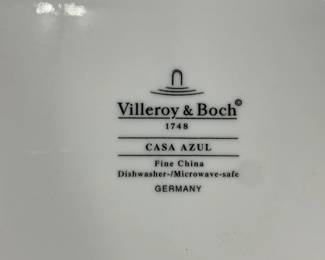 Villeroy & Boch©
1748
CASA AZUL
Fine China
Dishwasher-/Microwave-safe
GERMANY